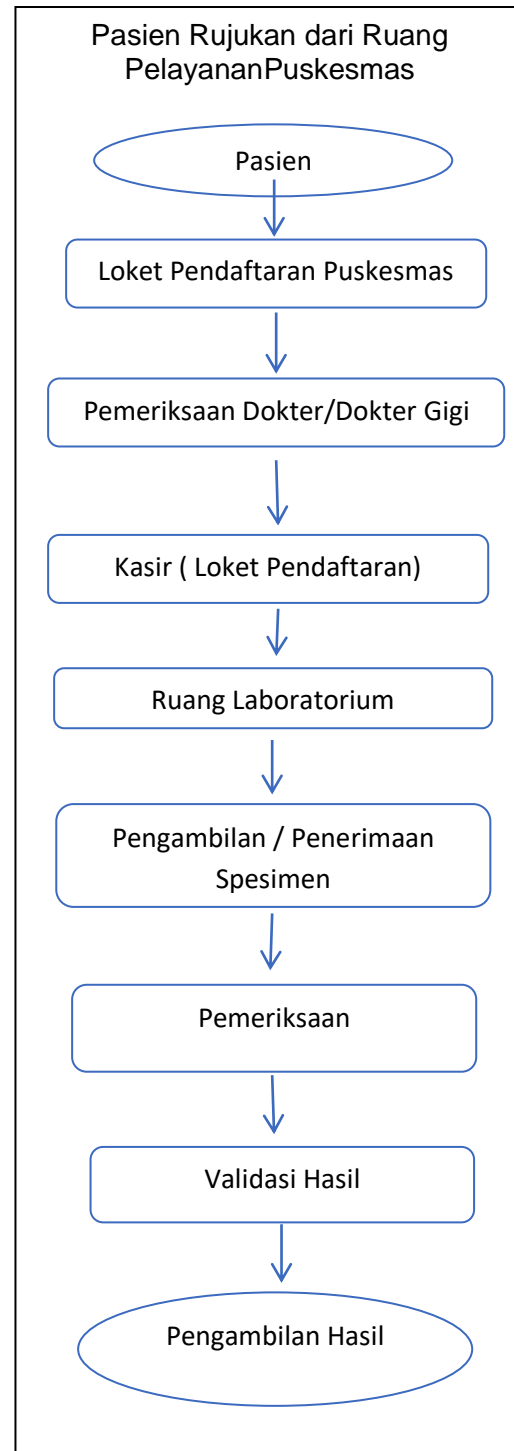 Pasien Rujukan dari Ruang
PelayananPuskesmas
Pasien
Loket Pendaftaran Puskesmas
Pemeriksaan Dokter/Dokter Gigi
Kasir ( Loket Pendaftaran)
Ruang Laboratorium
Pengambilan / Penerimaan
Spesimen
Pemeriksaan
Validasi Hasil
Pengambilan Hasil